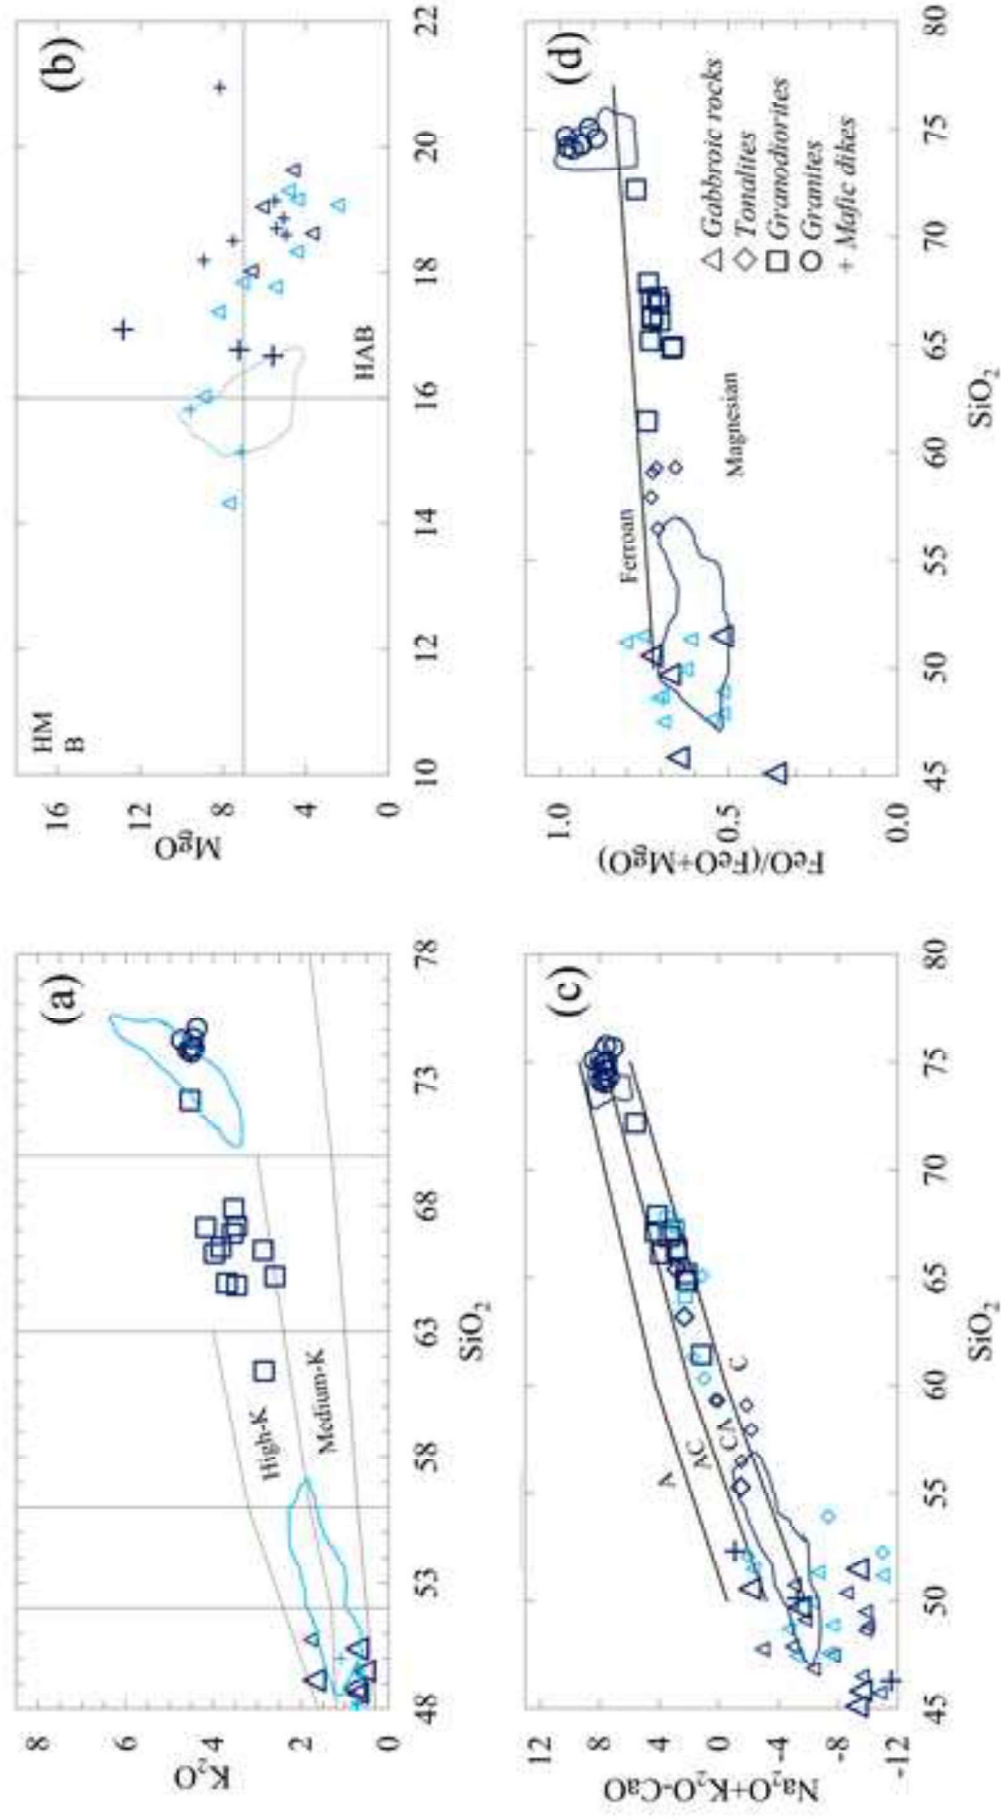 (a)
8
6
4
2
0
K₂O
High-K
Medium-K
48
53
58
63
68
73
78
SiO₂
(b)
16
12
8
4
0
MgO
HM
B
HAB
10
12
14
16
18
20
22
(c)
12
8
4
0
-4
-8
-12
Na₂O+K₂O-CaO
A
AC
CA
C
45
50
55
60
65
70
75
80
SiO₂
(d)
1.0
0.5
0.0
FeO/(FeO+MgO)
Ferroan
Magnesian
Gabbroic rocks
Tonalites
Granodiorites
Granites
Mafic dikes
45
50
55
60
65
70
75
80
SiO₂